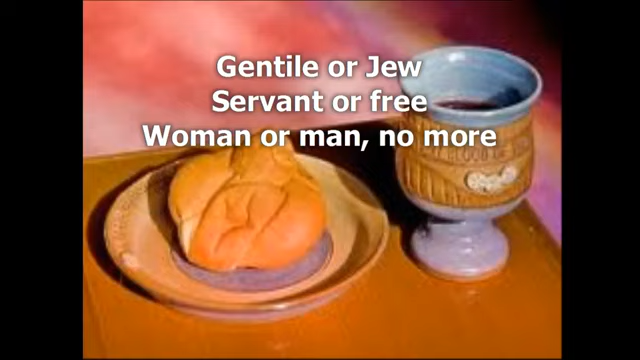 Gentile or Jew
Servant or free
Woman or man, no more